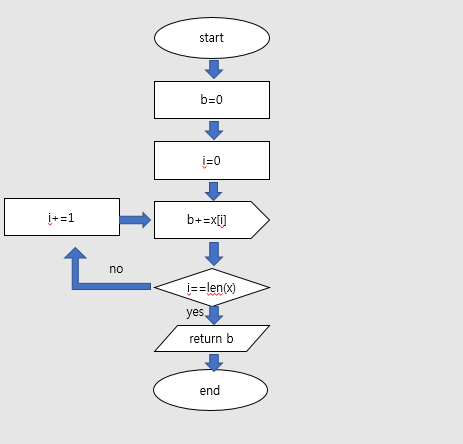 start
b=0
i=0
i+=1
b+=x[i]
no
i==len(x)
yes
return b
end